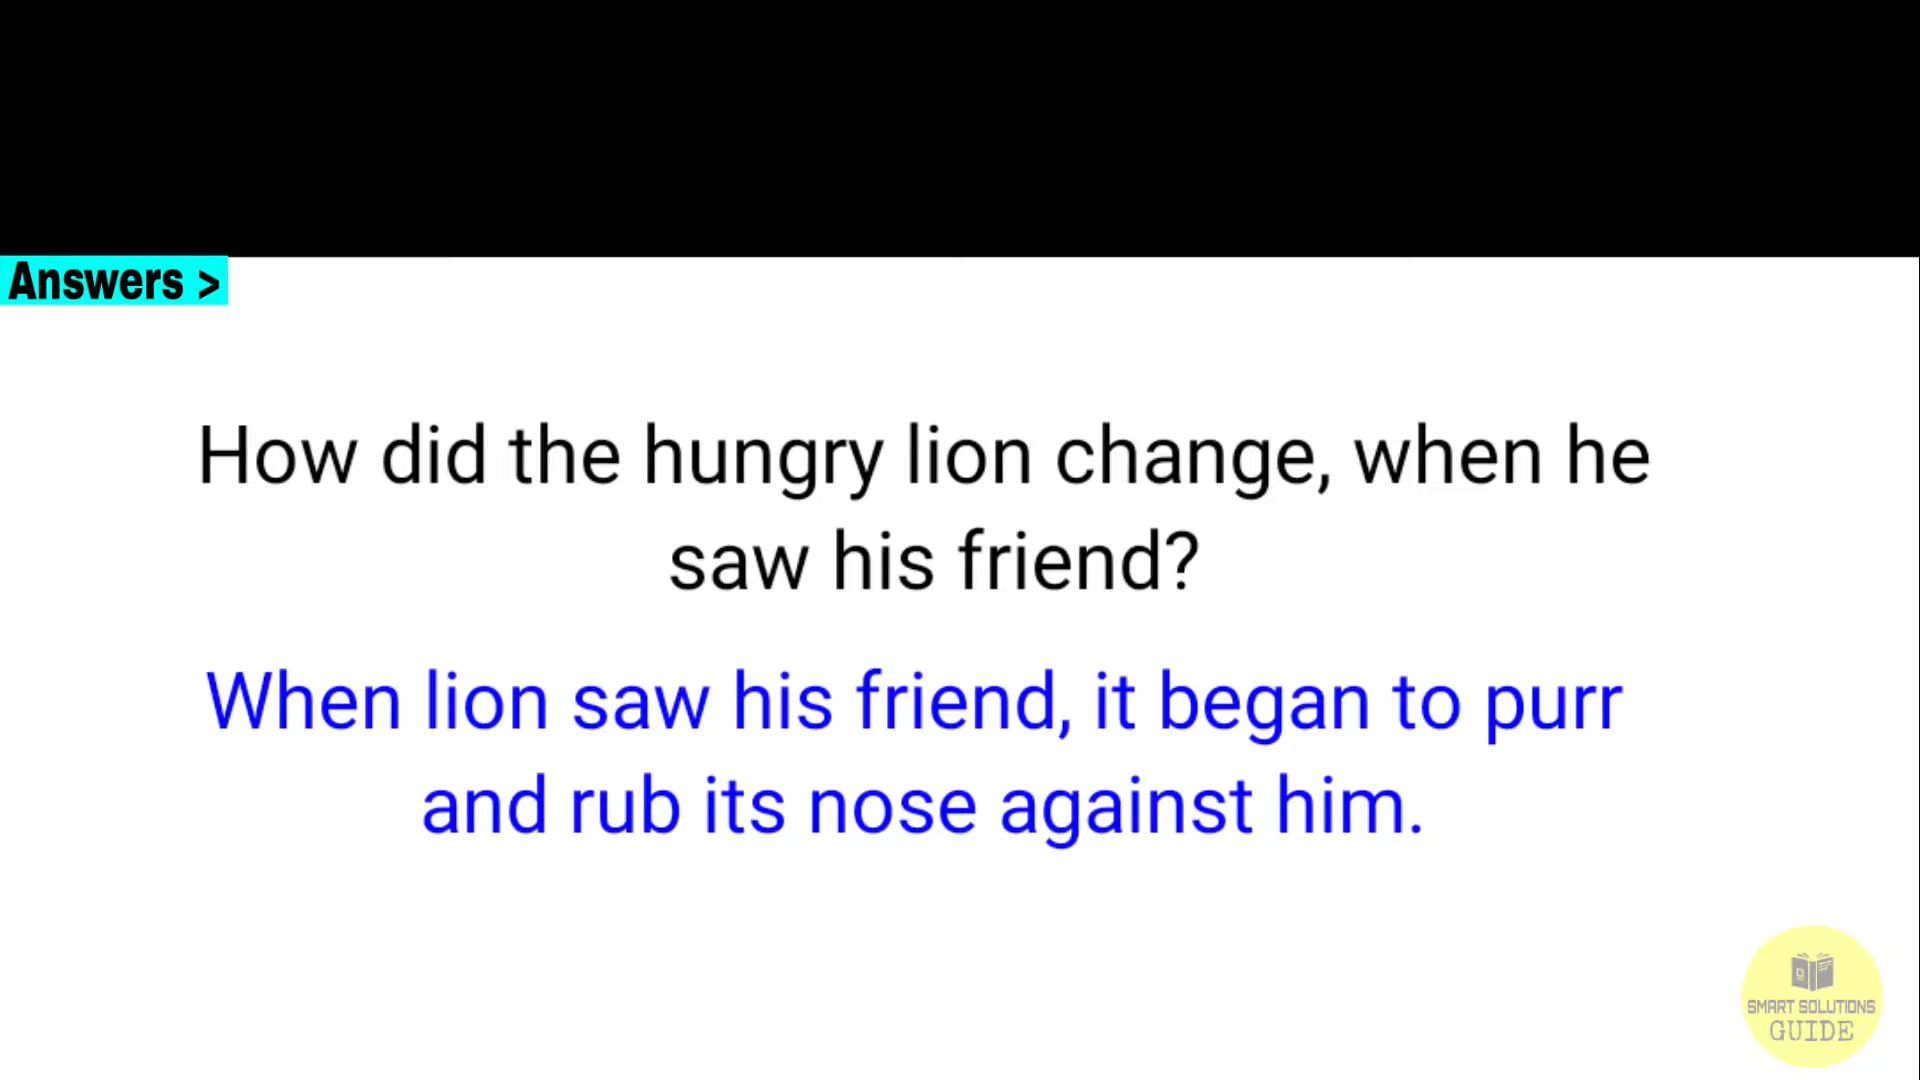 Answers >
How did the hungry lion change, when he
saw his friend?
When lion saw his friend, it began to purr
and rub its nose against him.
SMART SOLUTIONS
GUIDE